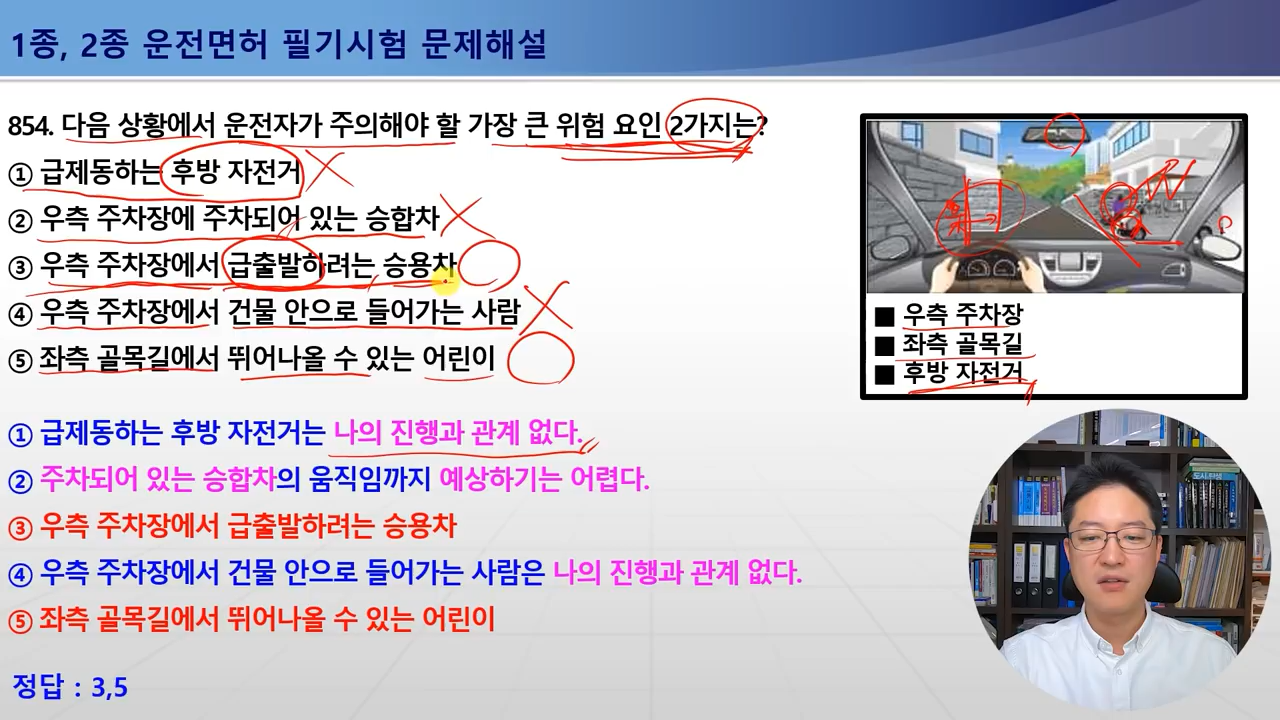 1종, 2종 운전면허 필기시험 문제해설
854. 다음 상황에서 운전자가 주의해야 할 가장 큰 위험 요인 2가지는?
① 급제동하는 후방 자전거
② 우측 주차장에 주차되어 있는 승합차
③ 우측 주차장에서 급출발하려는 승용차
④ 우측 주차장에서 건물 안으로 들어가는 사람
⑤ 좌측 골목길에서 뛰어나올 수 있는 어린이
■ 우측 주차장
■ 좌측 골목길
■ 후방 자전거
① 급제동하는 후방 자전거는 나의 진행과 관계 없다.
② 주차되어 있는 승합차의 움직임까지 예상하기는 어렵다.
③ 우측 주차장에서 급출발하려는 승용차
④ 우측 주차장에서 건물 안으로 들어가는 사람은 나의 진행과 관계 없다.
⑤ 좌측 골목길에서 뛰어나올 수 있는 어린이
정답 : 3,5